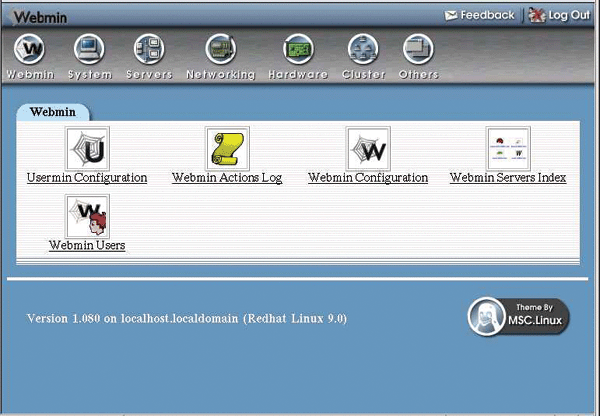 Webmin
Feedback Log Out
Webmin System Servers Networking Hardware Cluster Others
Webmin
Usermin Configuration Webmin Actions Log Webmin Configuration Webmin Servers Index
Webmin Users
Version 1.080 on localhost.localdomain (Redhat Linux 9.0)
Theme By
MSC.Linux